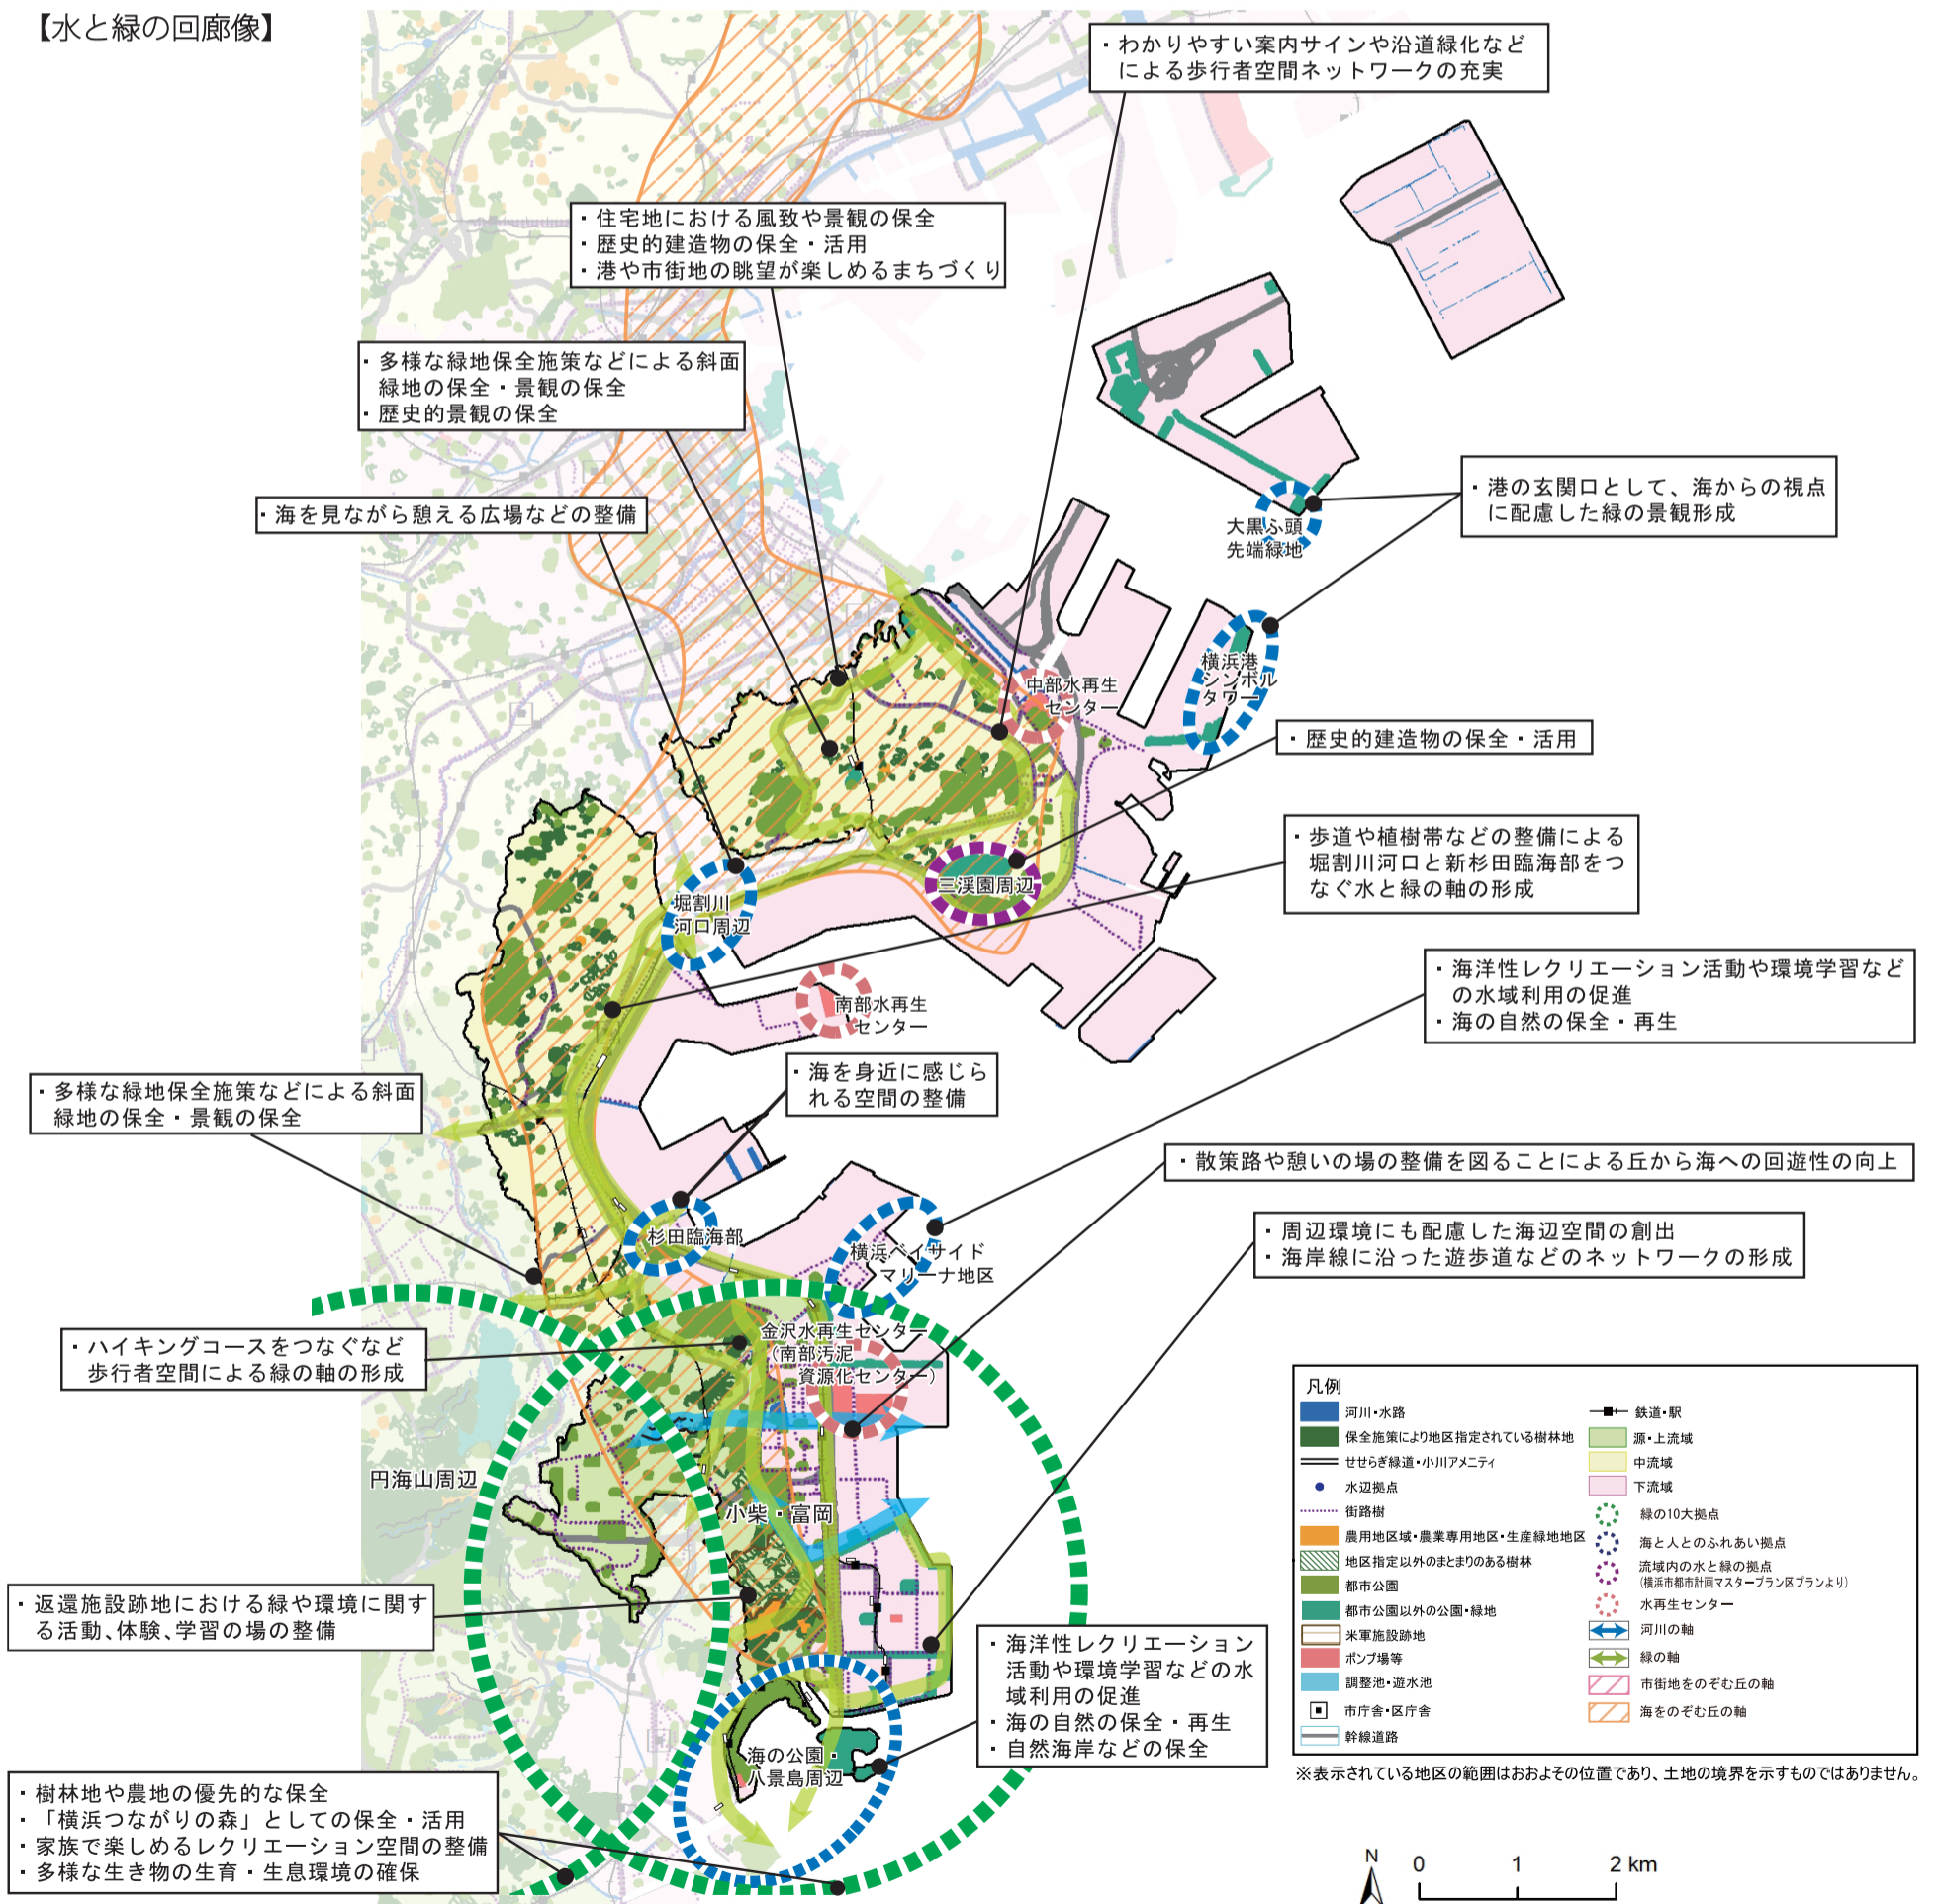 【水と緑の回廊像】
・わかりやすい案内サインや沿道緑化など
による歩行者空間ネットワークの充実
・住宅地における風致や景観の保全
・歴史的建造物の保全・活用
・港や市街地の眺望が楽しめるまちづくり
・多様な緑地保全施策などによる斜面
緑地の保全・景観の保全
・歴史的景観の保全
・海を見ながら憩える広場などの整備
・港の玄関口として、海からの視点
に配慮した緑の景観形成
大黒ふ頭
先端緑地
横浜港
シンボル
タワー
中部水再生
センター
・歴史的建造物の保全・活用
・歩道や植樹帯などの整備による
堀割川河口と新杉田臨海部をつ
なぐ水と緑の軸の形成
三溪園周辺
堀割川
河口周辺
・海洋性レクリエーション活動や環境学習など
の水域利用の促進
・海の自然の保全・再生
南部水再生
センター
・海を身近に感じら
れる空間の整備
・多様な緑地保全施策などによる斜面
緑地の保全・景観の保全
・散策路や憩いの場の整備を図ることによる丘から海への回遊性の向上
杉田臨海部
横浜ベイサイド
マリーナ地区
・周辺環境にも配慮した海辺空間の創出
・海岸線に沿った遊歩道などのネットワークの形成
・ハイキングコースをつなぐなど
歩行者空間による緑の軸の形成
金沢水再生センター
（南部汚泥
資源化センター）
円海山周辺
小柴・富岡
・返還施設跡地における緑や環境に関す
る活動、体験、学習の場の整備
・海洋性レクリエーション
活動や環境学習などの水
域利用の促進
・海の自然の保全・再生
・自然海岸などの保全
海の公園・
八景島周辺
・樹林地や農地の優先的な保全
・「横浜つながりの森」としての保全・活用
・家族で楽しめるレクリエーション空間の整備
・多様な生き物の生育・生息環境の確保
凡例
河川・水路
保全施策により地区指定されている樹林地
せせらぎ緑道・小川アメニティ
水辺拠点
街路樹
農用地区域・農業専用地区・生産緑地地区
地区指定以外のまとまりのある樹林
都市公園
都市公園以外の公園・緑地
米軍施設跡地
ポンプ場等
調整池・遊水池
市庁舎・区庁舎
幹線道路
鉄道・駅
源・上流域
中流域
下流域
緑の10大拠点
海と人とのふれあい拠点
流域内の水と緑の拠点
(横浜市都市計画マスタープラン区プランより)
水再生センター
河川の軸
緑の軸
市街地をのぞむ丘の軸
海をのぞむ丘の軸
※表示されている地区の範囲はおおよその位置であり、土地の境界を示すものではありません。
N
0 1 2 km